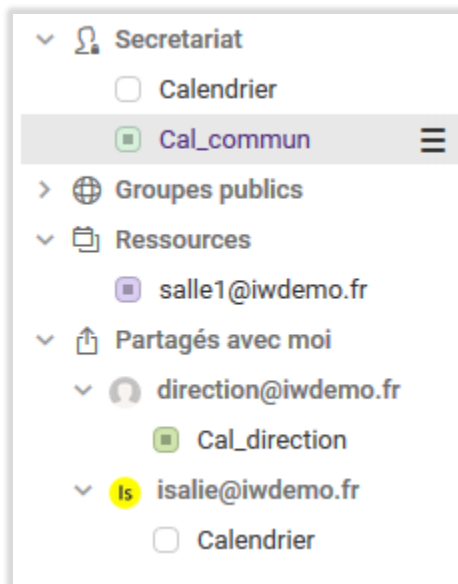 Secretariat
Calendrier
Cal_commun
Groupes publics
Ressources
salle1@iwdemo.fr
Partagés avec moi
direction@iwdemo.fr
Cal_direction
Is isalie@iwdemo.fr
Calendrier